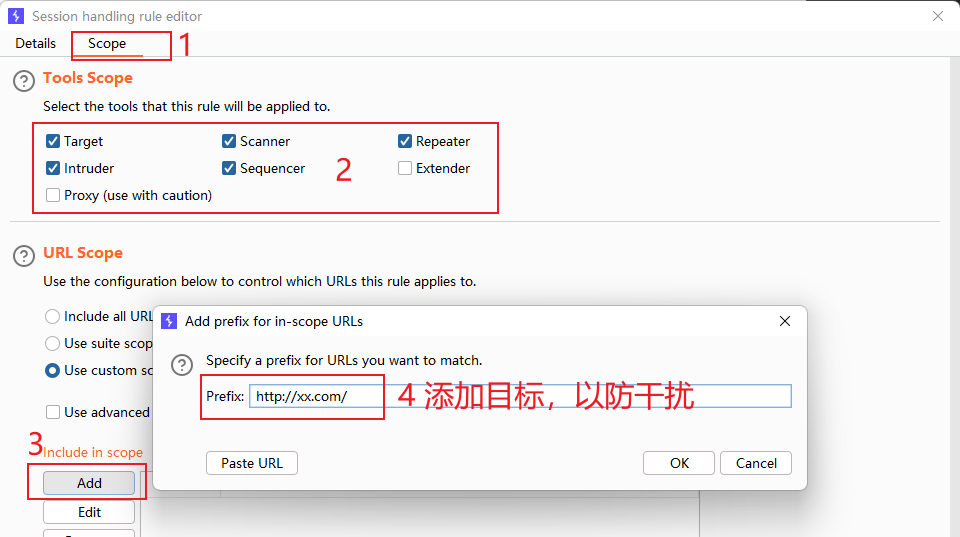 Session handling rule editor
Details Scope 1
Tools Scope
Select the tools that this rule will be applied to.
Target Scanner Repeater
Intruder Sequencer 2 Extender
Proxy (use with caution)
URL Scope
Use the configuration below to control which URLs this rule applies to.
Include all URL
Use suite scop
Use custom sc
Use advanced
3
Include in scope
Add
Edit
Add prefix for in-scope URLs
Specify a prefix for URLs you want to match.
Prefix: http://xx.com/ 4 添加目标，以防干扰
Paste URL OK Cancel